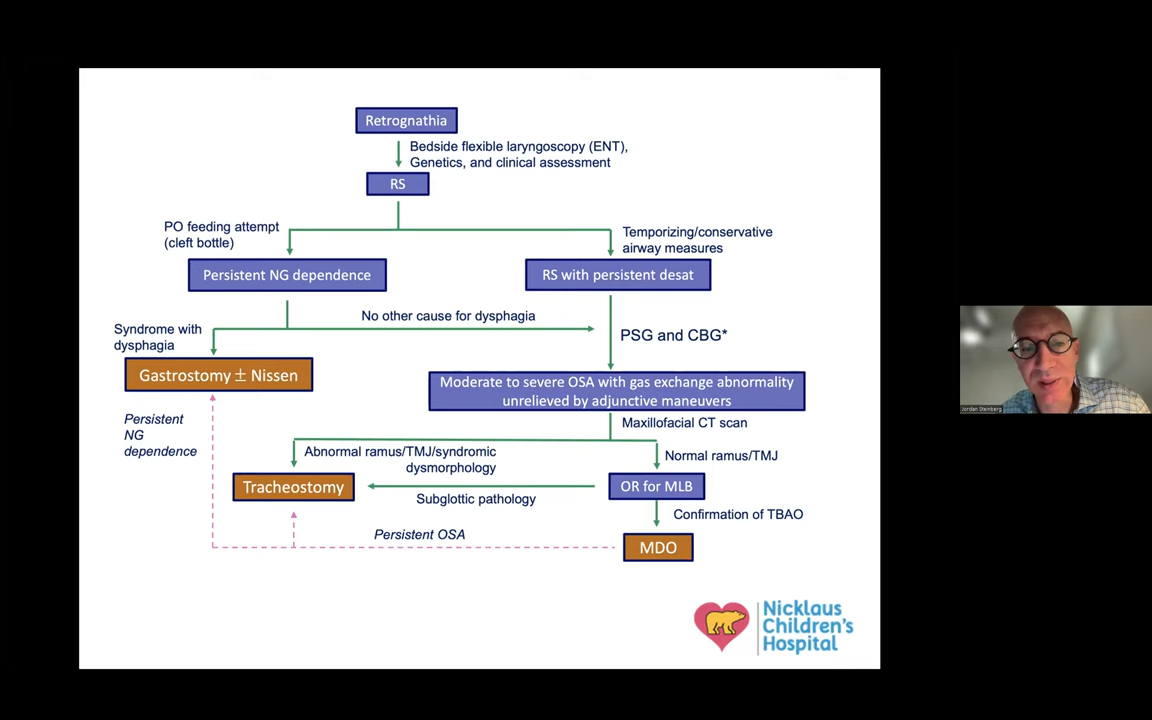 Retrognathia
Bedside flexible laryngoscopy (ENT),
Genetics, and clinical assessment
RS
PO feeding attempt
(cleft bottle)
Temporizing/conservative
airway measures
Persistent NG dependence
RS with persistent desat
No other cause for dysphagia
Syndrome with
dysphagia
PSG and CBG*
Gastrostomy ± Nissen
Moderate to severe OSA with gas exchange abnormality
unrelieved by adjunctive maneuvers
Persistent
NG
dependence
Maxillofacial CT scan
Abnormal ramus/TMJ/syndromic
dysmorphology
Normal ramus/TMJ
Tracheostomy
OR for MLB
Subglottic pathology
Confirmation of TBAO
Persistent OSA
MDO
Nicklaus
Children's
Hospital
Jordan Steinberg